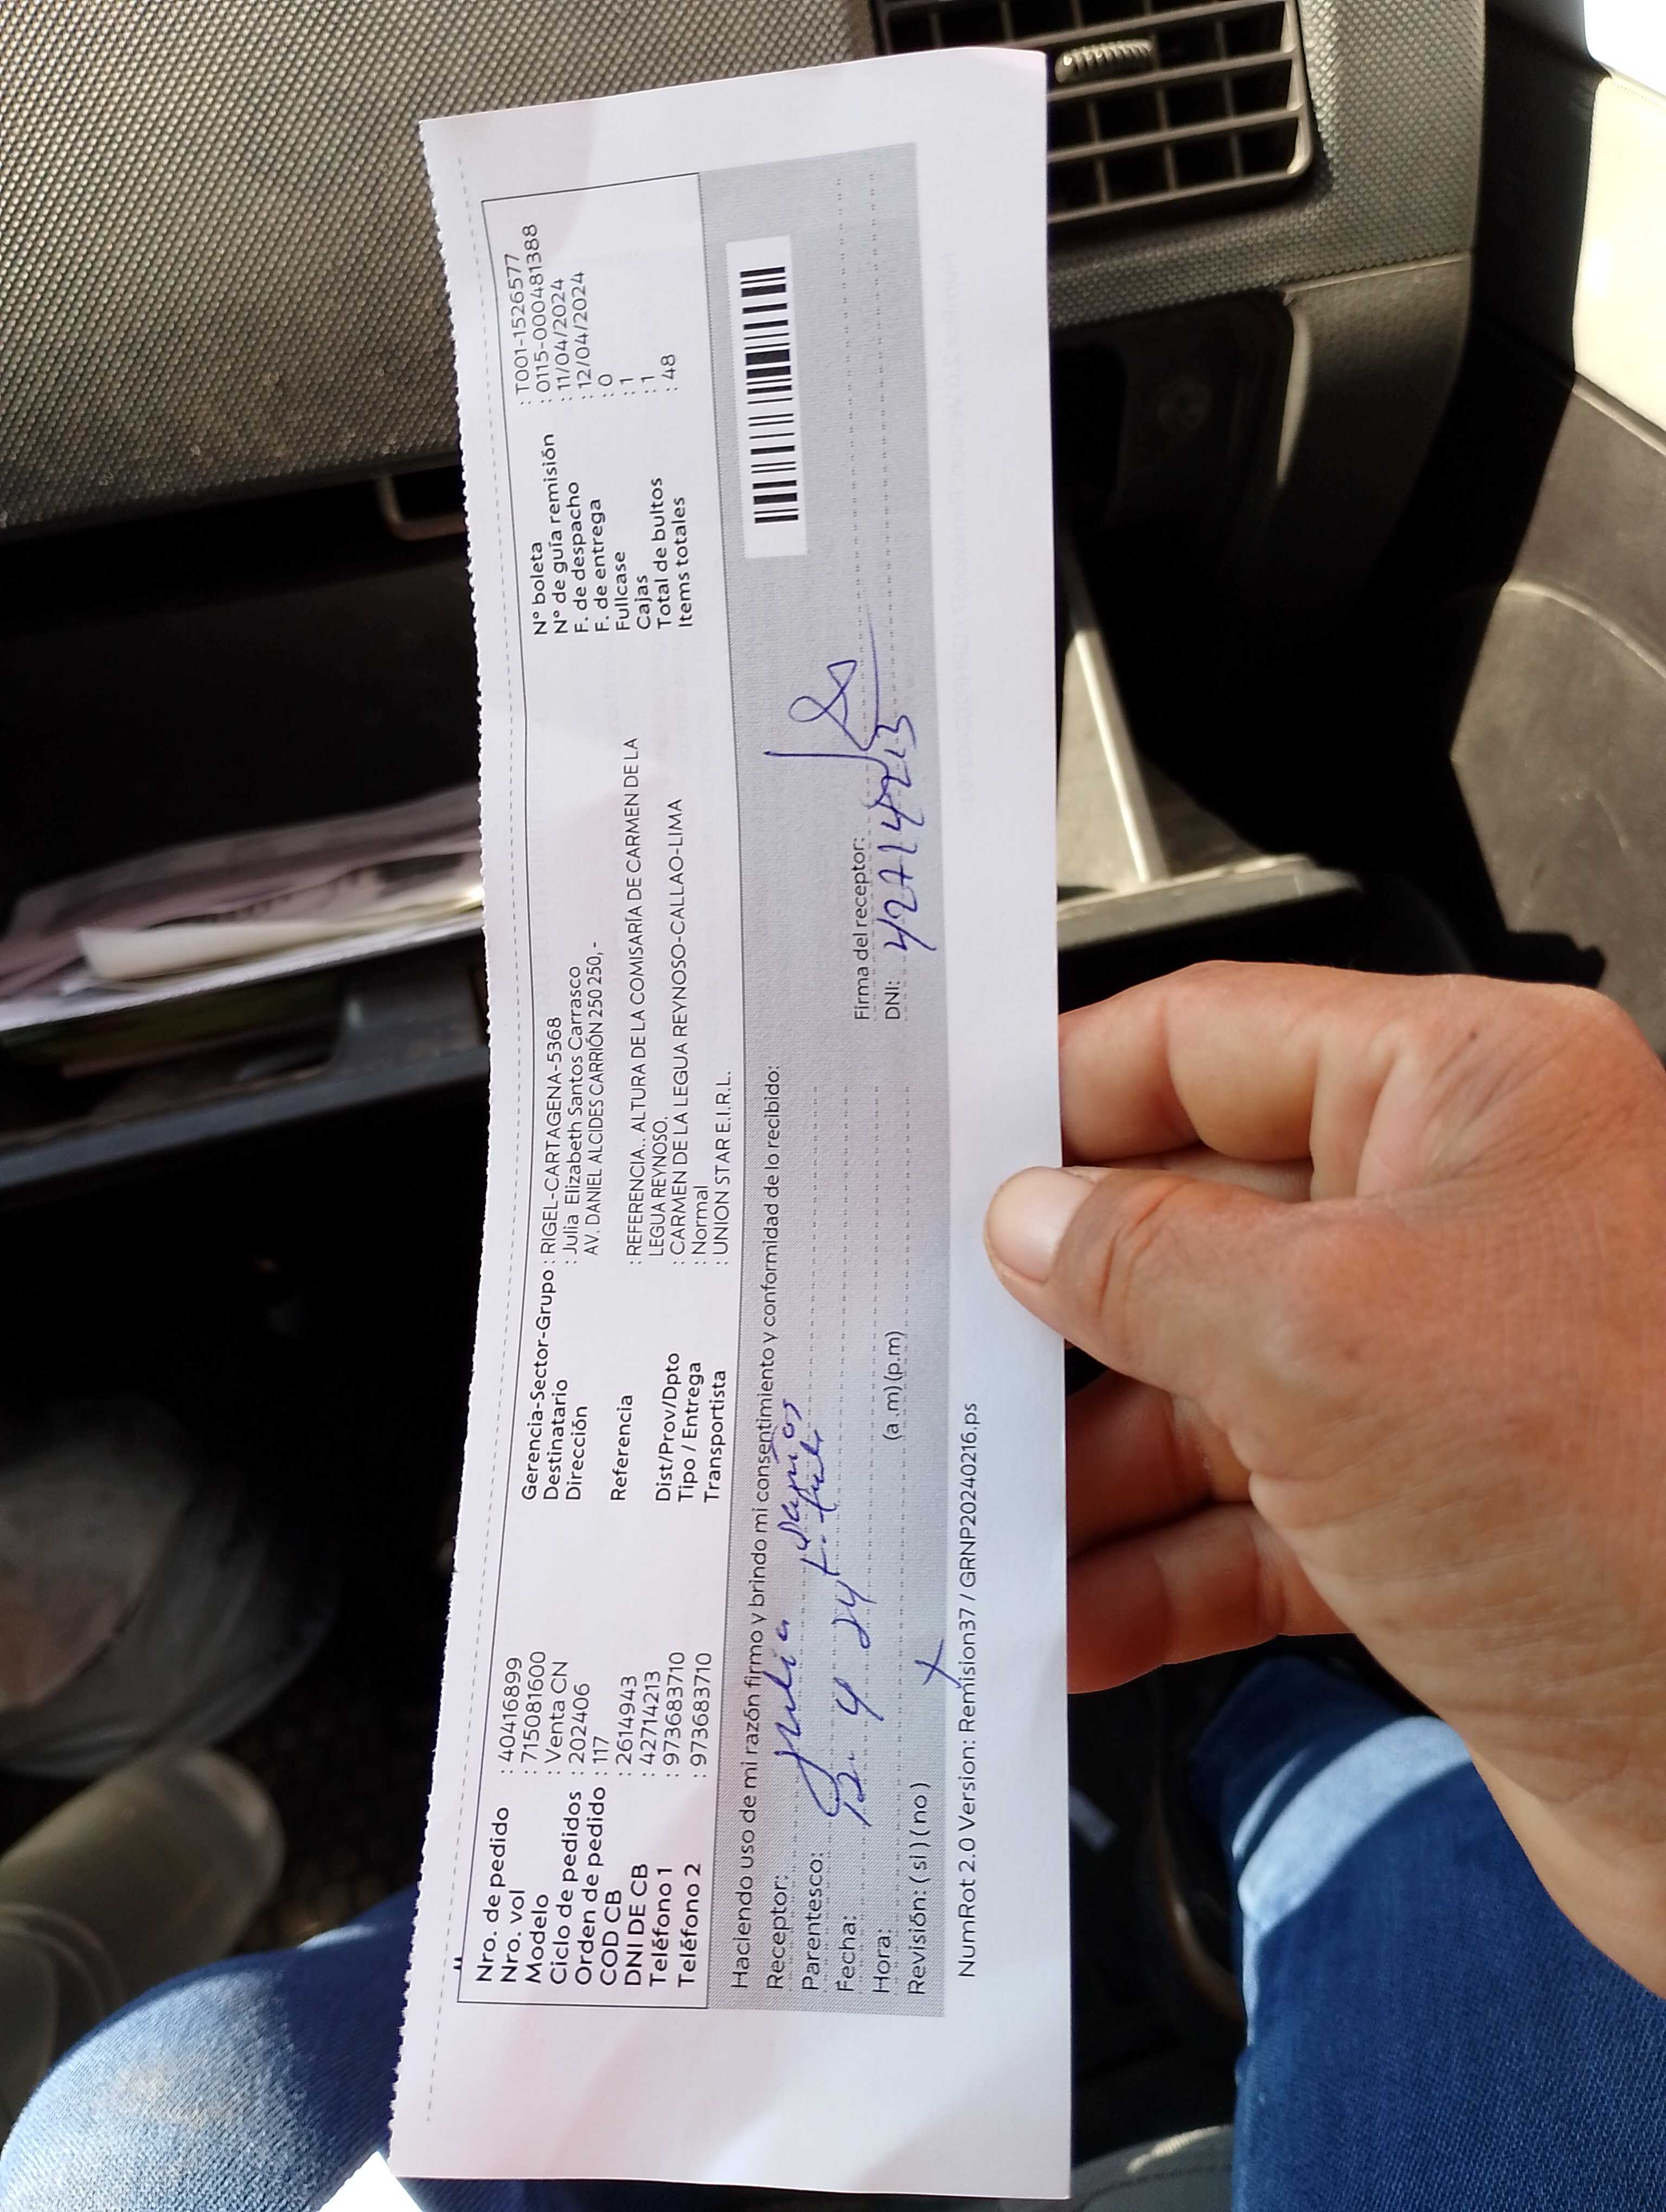 Nro. de pedido : 40416899
Nro. vol : 715081600
Modelo : Venta CN
Ciclo de pedidos : 202406
Orden de pedido : 117
COD CB : 2614943
DNI DE CB : 42714213
Teléfono 1 : 973683710
Teléfono 2 : 973683710
Gerencia-Sector-Grupo : RIGEL-CARTAGENA-5368
Destinatario : Julia Elizabeth Santos Carrasco
Dirección AV. DANIEL ALCIDES CARRIÓN 250 250,-
Referencia : REFERENCIA.. ALTURA DE LA COMISARÍA DE CARMEN DE LA
LEGUA REYNOSO.
Dist/Prov/Dpto : CARMEN DE LA LEGUA REYNOSO-CALLAO-LIMA
Tipo / Entrega : Normal
Transportista : UNION STAR E.I.R.L.
N° boleta : T001-1526577
N° de guía remisión : 0115-000481388
F. de despacho : 11/04/2024
F. de entrega : 12/04/2024
Fullcase : 0
Cajas : 1
Total de bultos : 1
Items totales : 48
Haciendo uso de mi razón firmo y brindo mi consentimiento y conformidad de lo recibido:
Receptor: Julia Santos
Parentesco:
Fecha: 12 4 24
Hora: (a.m)(p.m)
Revisión: ( si ) ( no )
Firma del receptor:
DNI: 42714213
NumRot 2.0 Version: Remision37 / GRNP20240216.ps